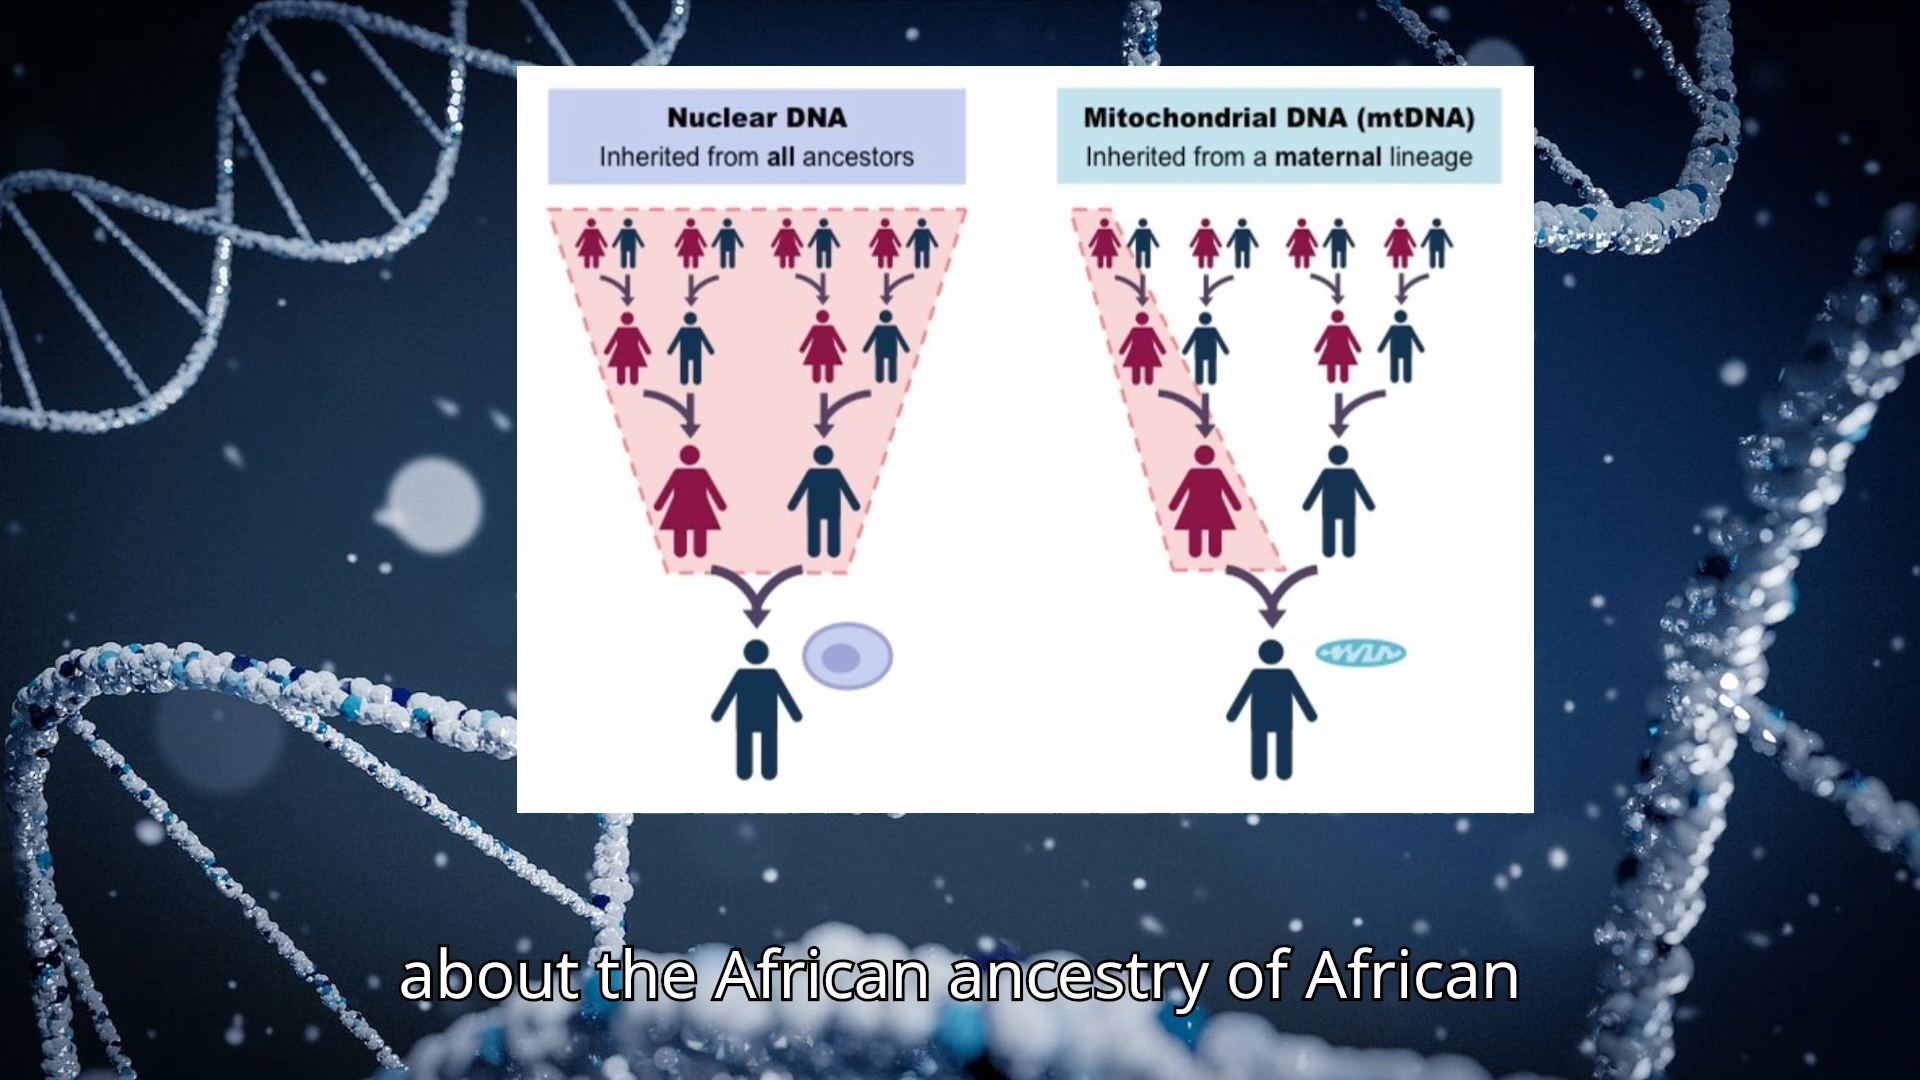 Nuclear DNA
Inherited from all ancestors
Mitochondrial DNA (mtDNA)
Inherited from a maternal lineage
about the African ancestry of African